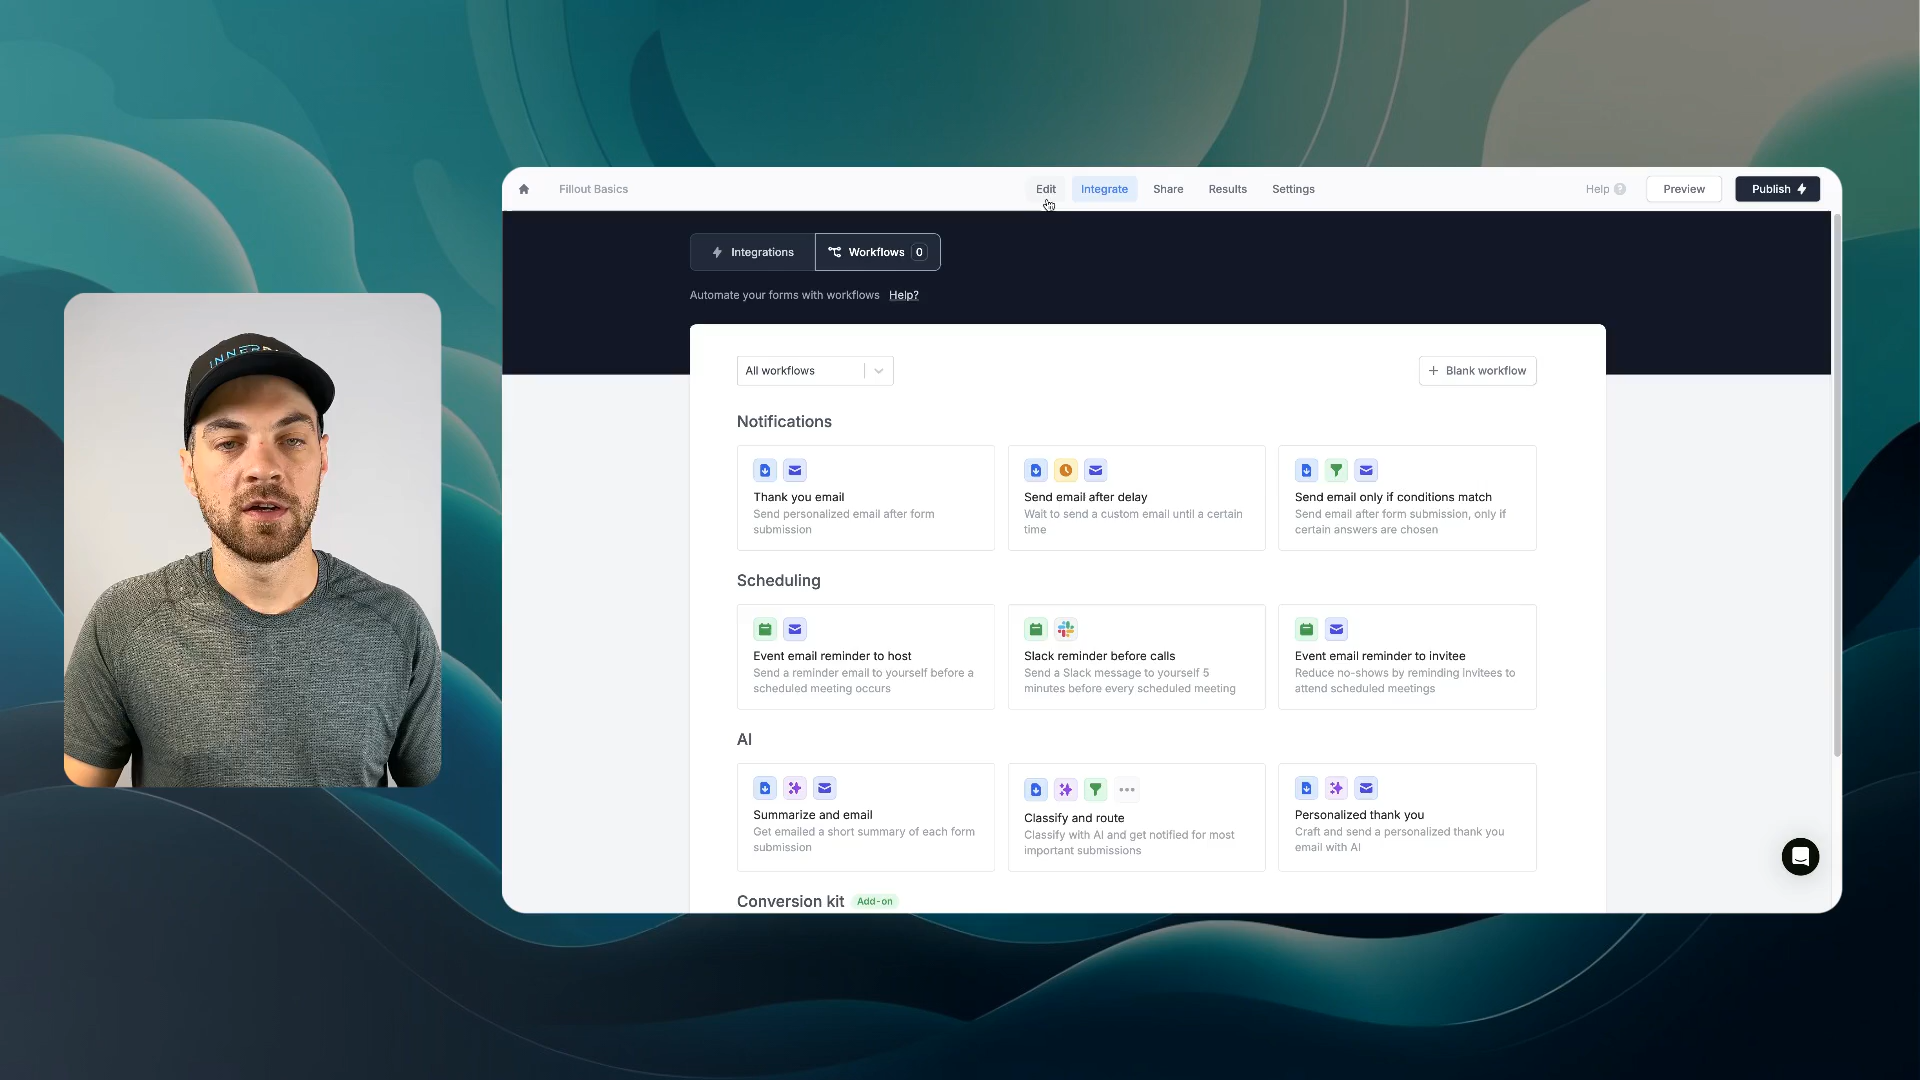 Fillout Basics
Edit
Integrate
Share
Results
Settings
Help
Preview
Publish
Integrations
Workflows 0
Automate your forms with workflows Help?
All workflows
+ Blank workflow
Notifications
Thank you email
Send personalized email after form
submission
Send email after delay
Wait to send a custom email until a certain
time
Send email only if conditions match
Send email after form submission, only if
certain answers are chosen
Scheduling
Event email reminder to host
Send a reminder email to yourself before a
scheduled meeting occurs
Slack reminder before calls
Send a Slack message to yourself 5
minutes before every scheduled meeting
Event email reminder to invitee
Reduce no-shows by reminding invitees to
attend scheduled meetings
AI
Summarize and email
Get emailed a short summary of each form
submission
Classify and route
Classify with AI and get notified for most
important submissions
Personalized thank you
Craft and send a personalized thank you
email with AI
Conversion kit Add-on